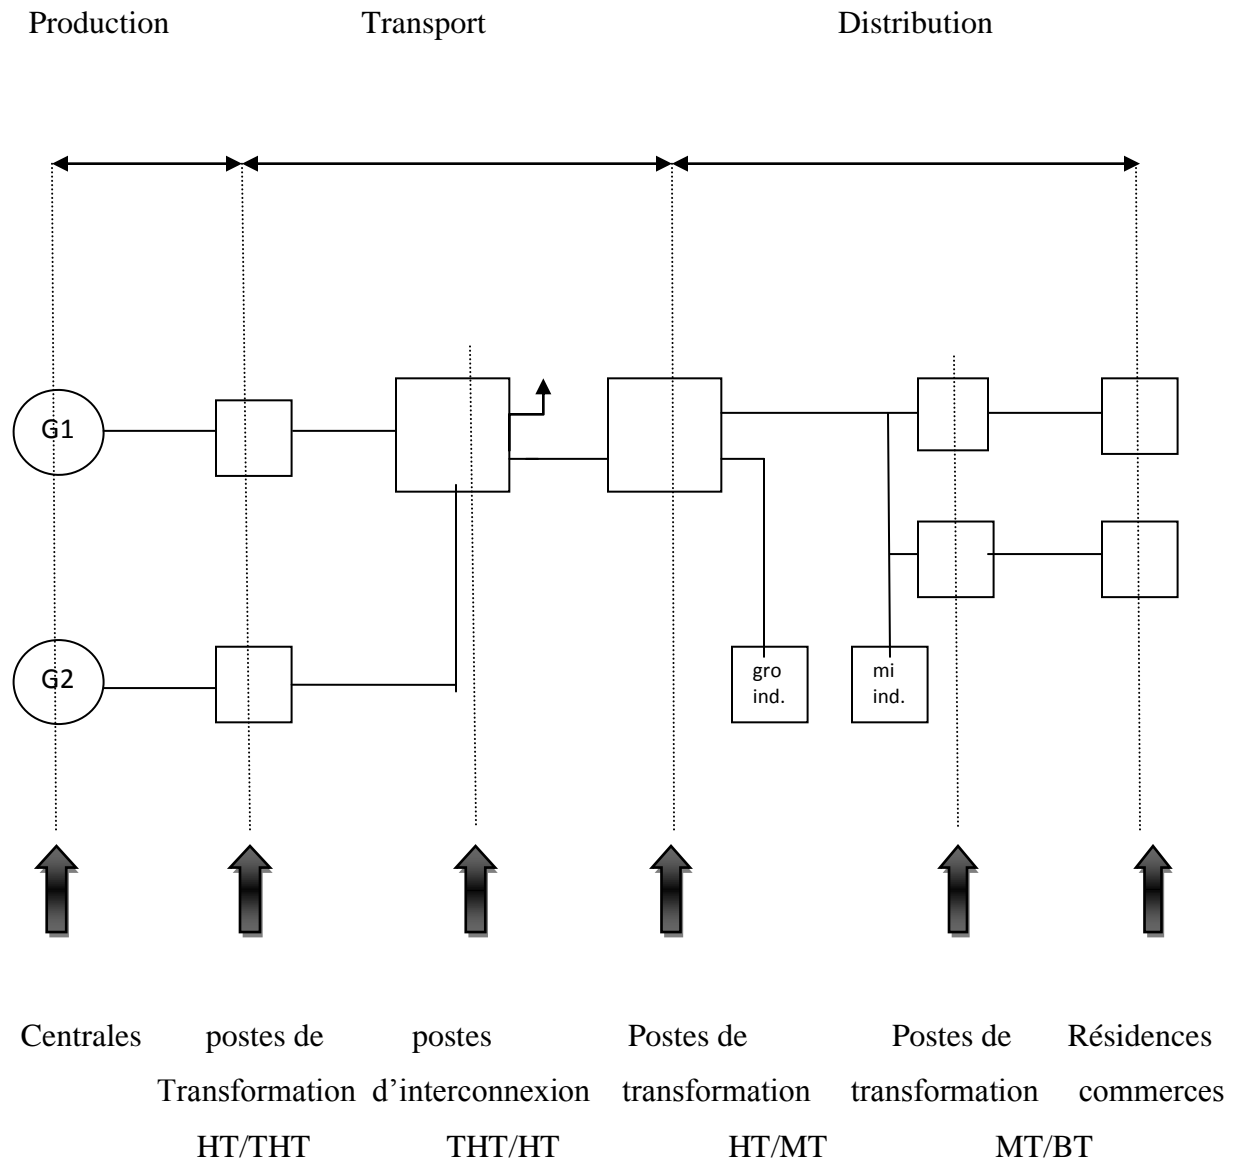 Production Transport Distribution
G1
G2
gro
ind.
mi
ind.
Centrales postes de postes Postes de Postes de Résidences
Transformation d’interconnexion transformation transformation commerces
HT/THT THT/HT HT/MT MT/BT